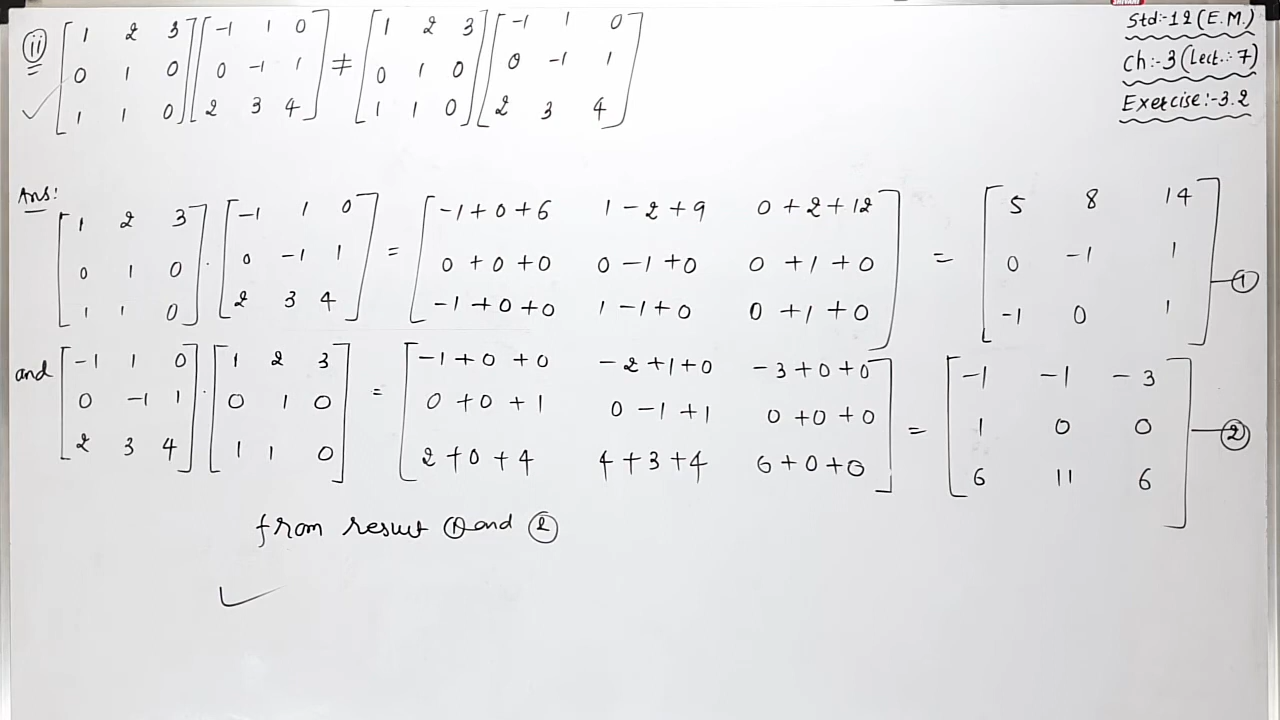 Std:-12 (E.M.)
Ch:-3 (Lect.:7)
Exercise:-3.2
(ii) [1 2 3; 0 1 0; 1 1 0] [-1 1 0; 0 -1 1; 2 3 4] ≠ [1 2 3; 0 1 0; 1 1 0] [-1 1 0; 0 -1 1; 2 3 4]
Ans:
[1 2 3; 0 1 0; 1 1 0] . [-1 1 0; 0 -1 1; 2 3 4] = [-1+0+6 1-2+9 0+2+12; 0+0+0 0-1+0 0+1+0; -1+0+0 1-1+0 0+1+0] = [5 8 14; 0 -1 1; -1 0 1] — ①
and [-1 1 0; 0 -1 1; 2 3 4] . [1 2 3; 0 1 0; 1 1 0] = [-1+0+0 -2+1+0 -3+0+0; 0+0+1 0-1+1 0+0+0; 2+0+4 4+3+4 6+0+0] = [-1 -1 -3; 1 0 0; 6 11 6] — ②
from result ① and ②